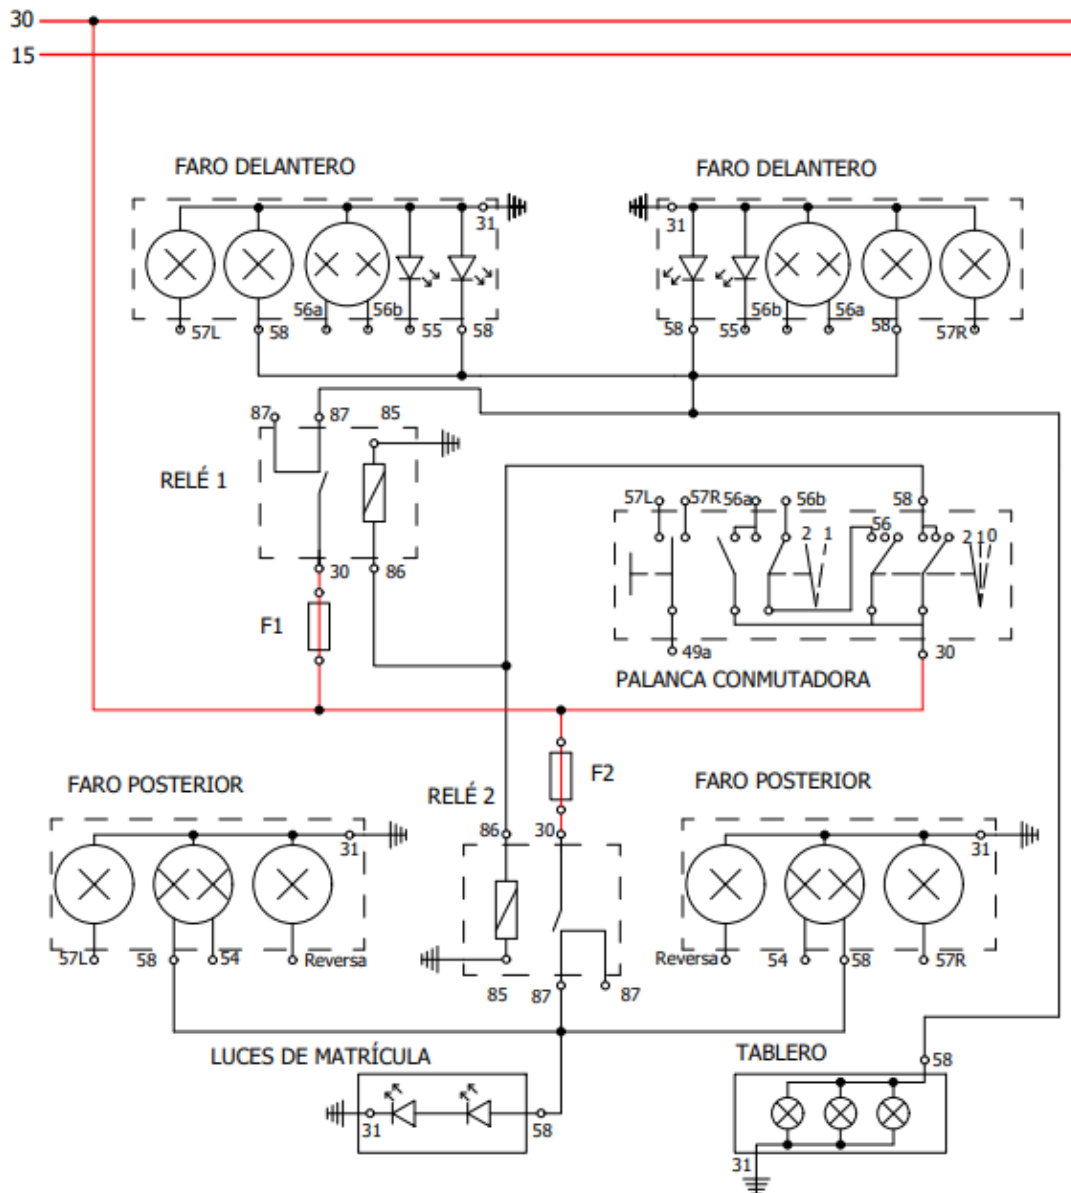 30
15
FARO DELANTERO
FARO DELANTERO
31
31
56a
56b
56b
56a
57L
58
55
58
58
55
58
57R
87
87
85
RELÉ 1
57L
57R
56a
56b
58
56
2
1
2
1
0
30
86
F1
49a
30
PALANCA CONMUTADORA
F2
FARO POSTERIOR
RELÉ 2
FARO POSTERIOR
86
30
31
31
57L
58
54
Reversa
Reversa
54
58
57R
85
87
87
LUCES DE MATRÍCULA
TABLERO
58
31
58
31